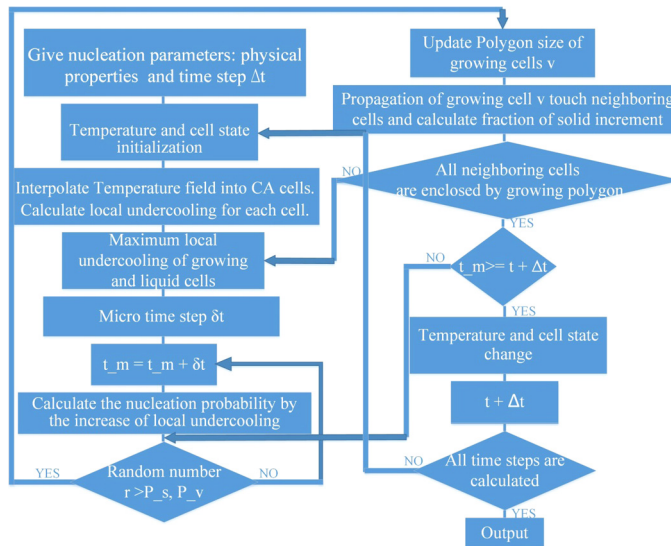 Give nucleation parameters: physical
properties and time step Δt
Temperature and cell state
initialization
Interpolate Temperature field into CA cells.
Calculate local undercooling for each cell.
Maximum local
undercooling of growing
and liquid cells
Micro time step δt
t_m = t_m + δt
Calculate the nucleation probability by
the increase of local undercooling
Random number
r >P_s, P_v
YES
NO
Update Polygon size of
growing cells v
Propagation of growing cell v touch neighboring
cells and calculate fraction of solid increment
All neighboring cells
are enclosed by growing polygon
NO
YES
t_m>= t + Δt
NO
YES
Temperature and cell state
change
t + Δt
All time steps are
calculated
NO
YES
Output